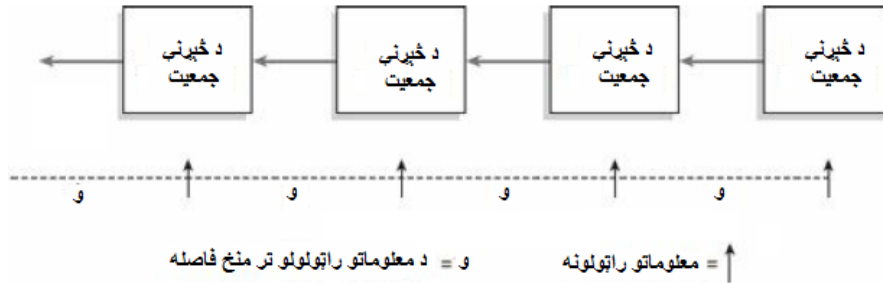 د څېړنې
جمعیت
د څېړنې
جمعیت
د څېړنې
جمعیت
د څېړنې
جمعیت
و
و
و
و
= معلوماتو راټولونه
و = د معلوماتو راټولولو تر منځ فاصله